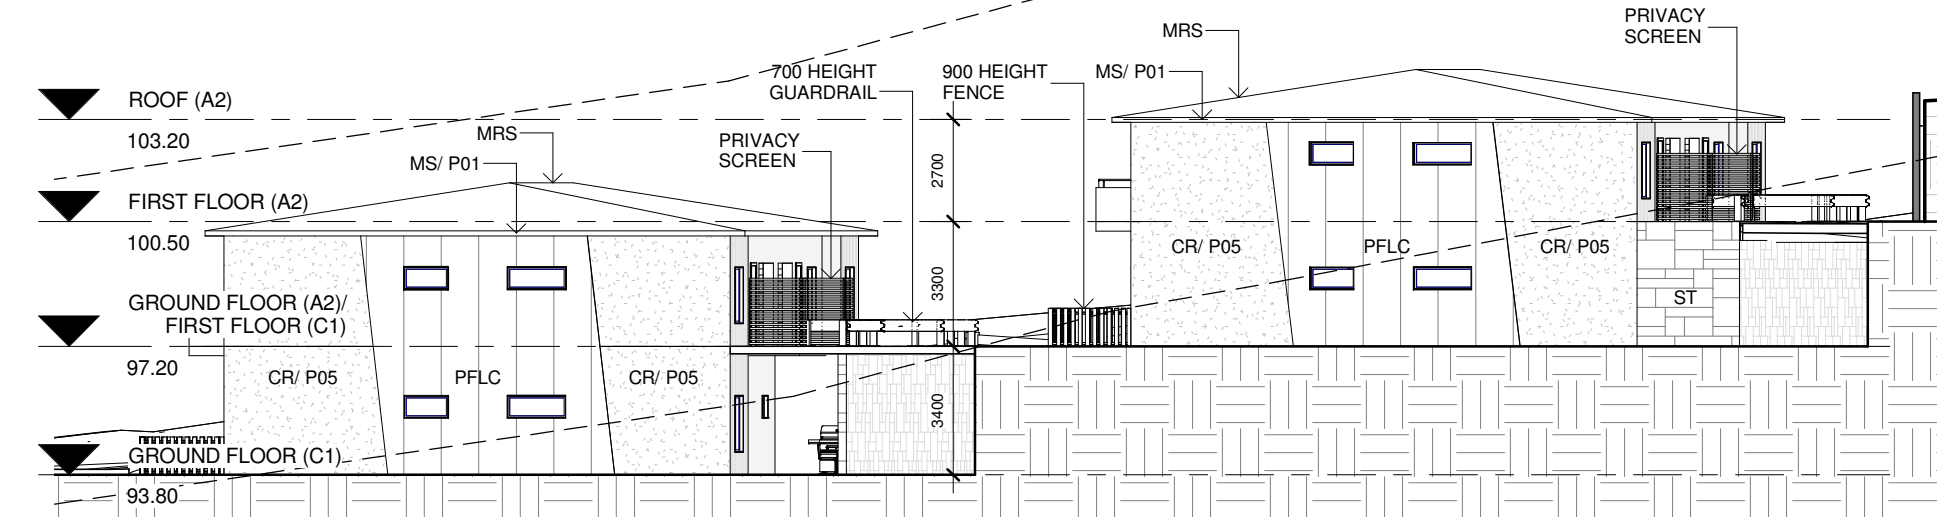 PRIVACY
SCREEN
MRS
700 HEIGHT
GUARDRAIL
900 HEIGHT
FENCE
MS/ P01
ROOF (A2)
103.20
MRS
PRIVACY
SCREEN
MS/ P01
2700
FIRST FLOOR (A2)
100.50
CR/ P05
PFLC
CR/ P05
3300
GROUND FLOOR (A2)/
FIRST FLOOR (C1)
ST
97.20
CR/ P05
PFLC
CR/ P05
3400
GROUND FLOOR (C1)
93.80